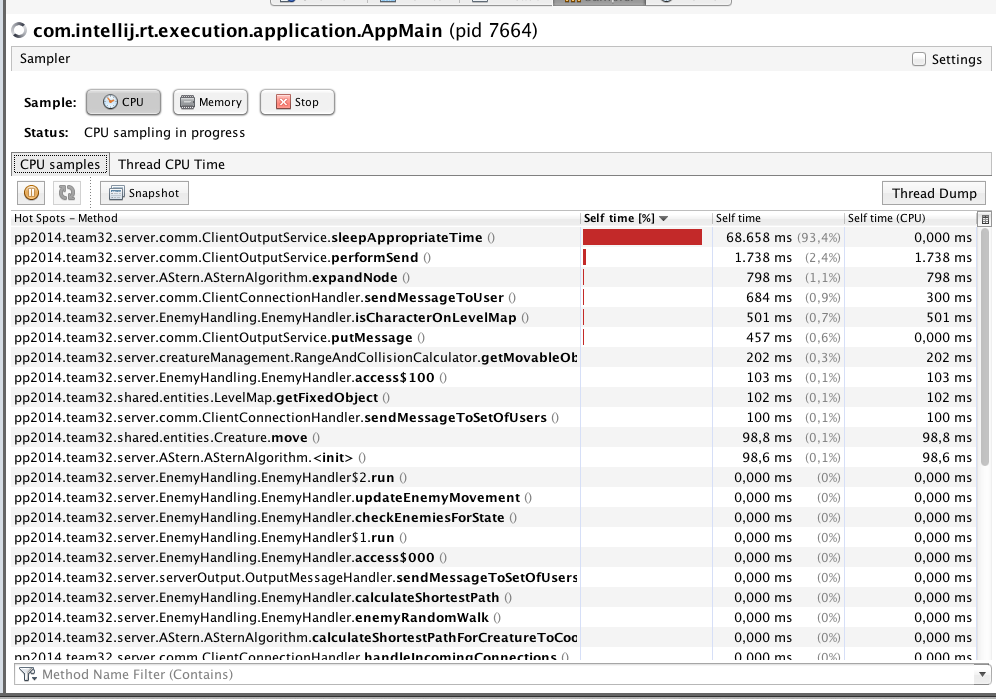 com.intellij.rt.execution.application.AppMain (pid 7664)
Sampler Settings
Sample: CPU Memory Stop
Status: CPU sampling in progress
CPU samples Thread CPU Time
Snapshot Thread Dump
Hot Spots - Method Self time [%] Self time Self time (CPU)
pp2014.team32.server.comm.ClientOutputService.sleepAppropriateTime () 68.658 ms (93,4%) 0,000 ms
pp2014.team32.server.comm.ClientOutputService.performSend () 1.738 ms (2,4%) 1.738 ms
pp2014.team32.server.AStern.ASternAlgorithm.expandNode () 798 ms (1,1%) 798 ms
pp2014.team32.server.comm.ClientConnectionHandler.sendMessageToUser () 684 ms (0,9%) 300 ms
pp2014.team32.server.EnemyHandling.EnemyHandler.isCharacterOnLevelMap () 501 ms (0,7%) 501 ms
pp2014.team32.server.comm.ClientOutputService.putMessage () 457 ms (0,6%) 0,000 ms
pp2014.team32.server.creatureManagement.RangeAndCollisionCalculator.getMovableOb 202 ms (0,3%) 202 ms
pp2014.team32.server.EnemyHandling.EnemyHandler.access$100 () 103 ms (0,1%) 103 ms
pp2014.team32.shared.entities.LevelMap.getFixedObject () 102 ms (0,1%) 102 ms
pp2014.team32.server.comm.ClientConnectionHandler.sendMessageToSetOfUsers () 100 ms (0,1%) 100 ms
pp2014.team32.shared.entities.Creature.move () 98,8 ms (0,1%) 98,8 ms
pp2014.team32.server.AStern.ASternAlgorithm.<init> () 98,6 ms (0,1%) 98,6 ms
pp2014.team32.server.EnemyHandling.EnemyHandler$2.run () 0,000 ms (0%) 0,000 ms
pp2014.team32.server.EnemyHandling.EnemyHandler.updateEnemyMovement () 0,000 ms (0%) 0,000 ms
pp2014.team32.server.EnemyHandling.EnemyHandler.checkEnemiesForState () 0,000 ms (0%) 0,000 ms
pp2014.team32.server.EnemyHandling.EnemyHandler$1.run () 0,000 ms (0%) 0,000 ms
pp2014.team32.server.EnemyHandling.EnemyHandler.access$000 () 0,000 ms (0%) 0,000 ms
pp2014.team32.server.serverOutput.OutputMessageHandler.sendMessageToSetOfUsers 0,000 ms (0%) 0,000 ms
pp2014.team32.server.EnemyHandling.EnemyHandler.calculateShortestPath () 0,000 ms (0%) 0,000 ms
pp2014.team32.server.EnemyHandling.EnemyHandler.enemyRandomWalk () 0,000 ms (0%) 0,000 ms
pp2014.team32.server.AStern.ASternAlgorithm.calculateShortestPathForCreatureToCoo 0,000 ms (0%) 0,000 ms
pp2014.team32.server.comm.ClientConnectionHandler.handleIncomingConnections () 0,000 ms (0%) 0,000 ms
Method Name Filter (Contains)